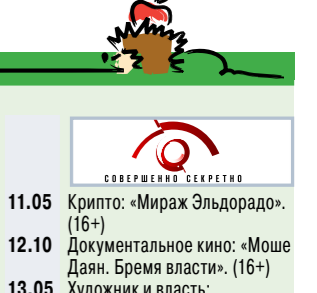 СОВЕРШЕННО СЕКРЕТНО
11.05 Крипто: «Мираж Эльдорадо».
(16+)
12.10 Документальное кино: «Моше
Даян. Бремя власти». (16+)
13.05 Художник и власть: